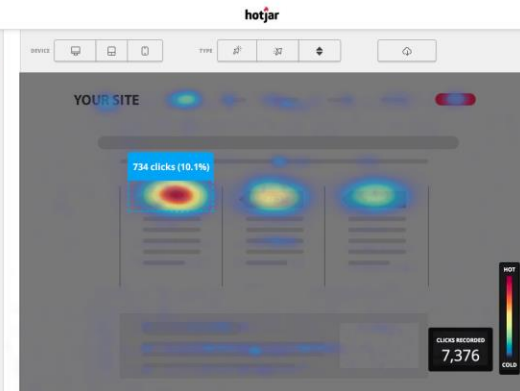 hotjar
DEVICE
TYPE
YOUR SITE
734 clicks (10.1%)
HOT
CLICKS RECORDED
7,376
COLD